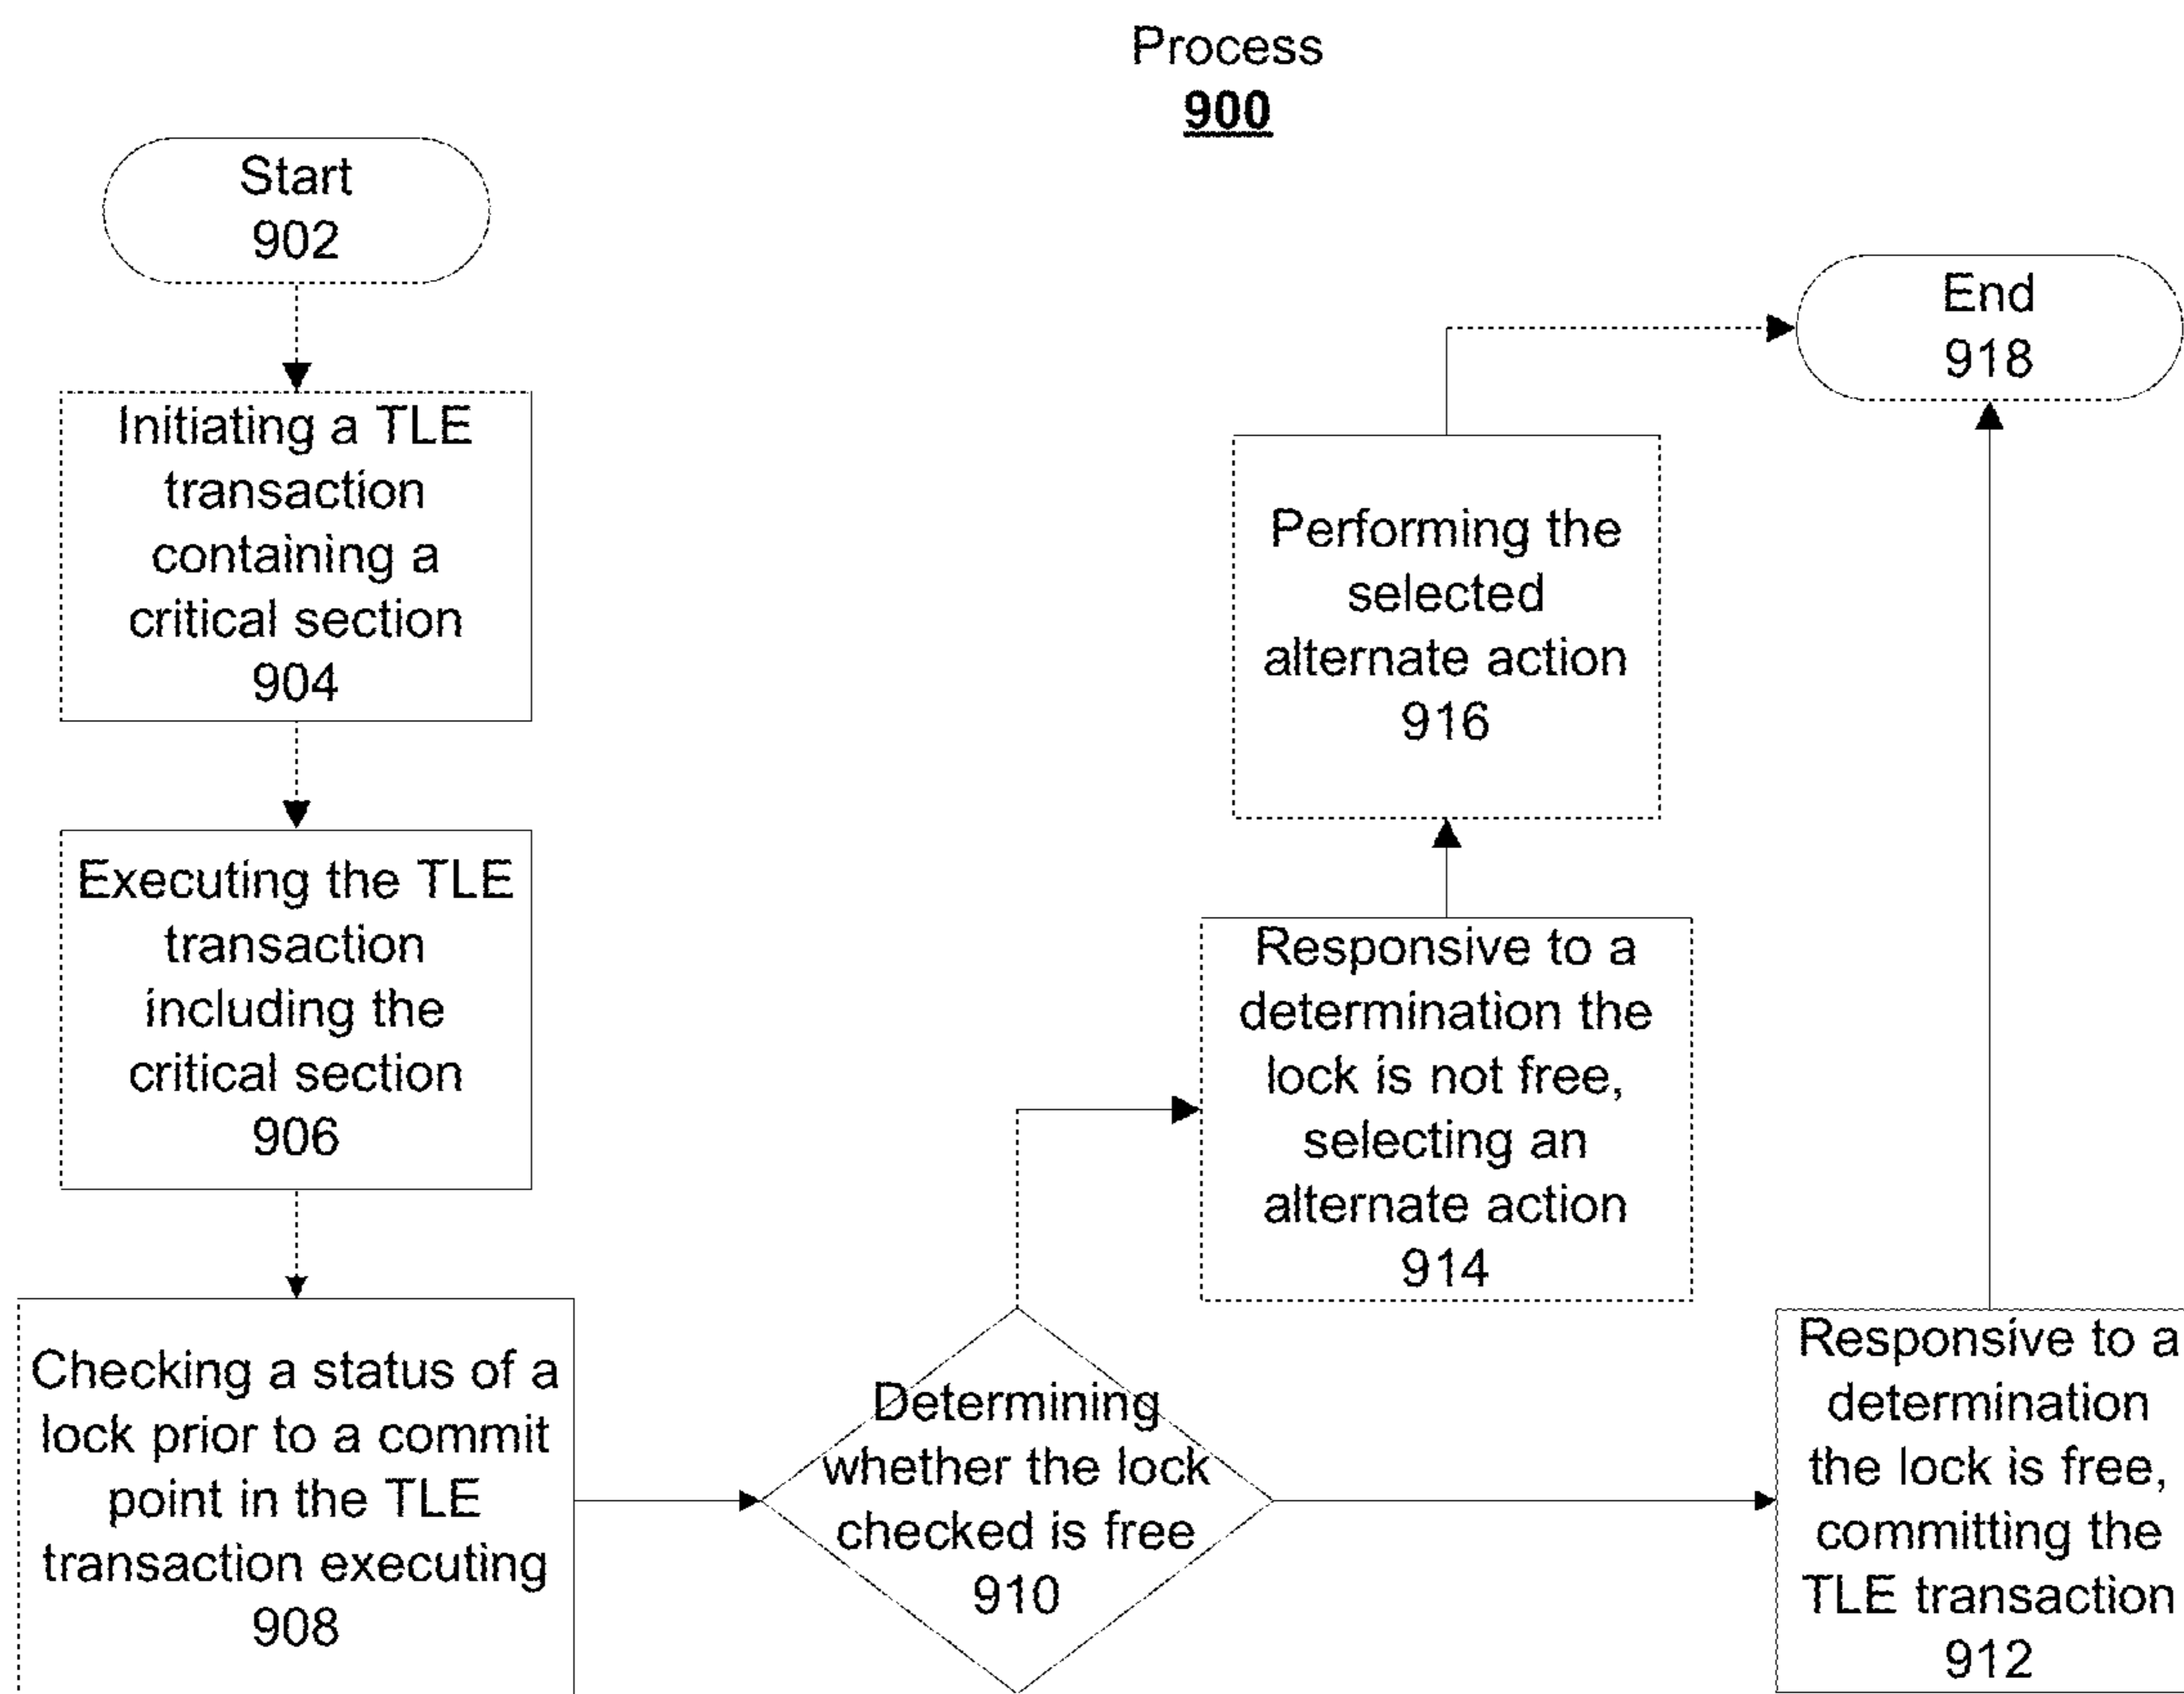 Process
900
Start
902
Initiating a TLE
transaction
containing a
critical section
904
Executing the TLE
transaction
including the
critical section
906
Checking a status of a
lock prior to a commit
point in the TLE
transaction executing
908
Determining
whether the lock
checked is free
910
Responsive to a
determination
the lock is free,
committing the
TLE transaction
912
Responsive to a
determination the
lock is not free,
selecting an
alternate action
914
Performing the
selected
alternate action
916
End
918